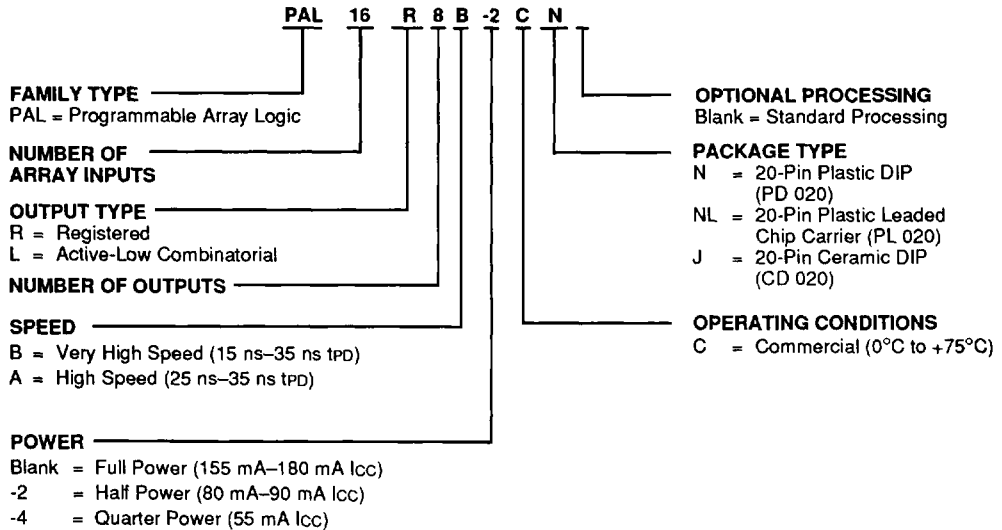 PAL 16 R 8 B -2 C N
FAMILY TYPE
PAL = Programmable Array Logic
NUMBER OF
ARRAY INPUTS
OUTPUT TYPE
R = Registered
L = Active-Low Combinatorial
NUMBER OF OUTPUTS
SPEED
B = Very High Speed (15 ns–35 ns tPD)
A = High Speed (25 ns–35 ns tPD)
POWER
Blank = Full Power (155 mA–180 mA ICC)
-2 = Half Power (80 mA–90 mA ICC)
-4 = Quarter Power (55 mA ICC)
OPTIONAL PROCESSING
Blank = Standard Processing
PACKAGE TYPE
N = 20-Pin Plastic DIP
(PD 020)
NL = 20-Pin Plastic Leaded
Chip Carrier (PL 020)
J = 20-Pin Ceramic DIP
(CD 020)
OPERATING CONDITIONS
C = Commercial (0°C to +75°C)